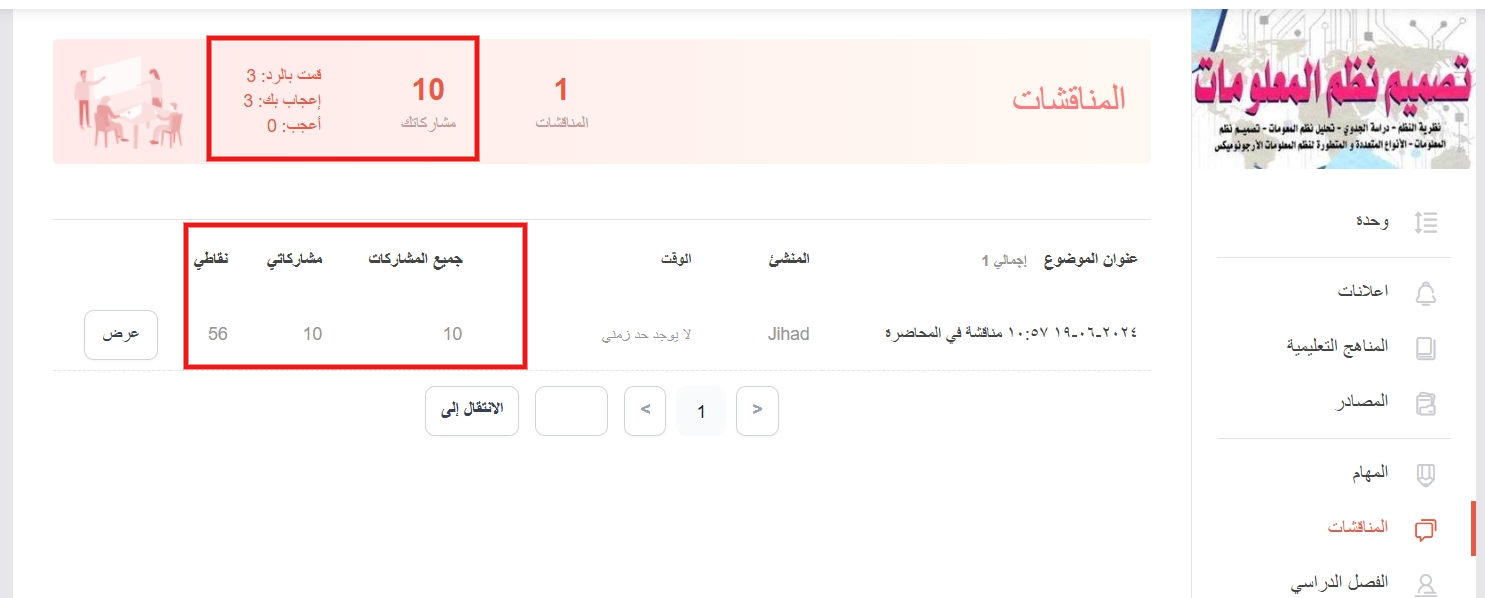 تصميم نظم المعلومات
نظرية النظم - دراسة الجدوي - تحليل نظم المعومات - تصميم نظم
المعلومات - الأنواع المتعددة و المتطورة لنظم المعلومات الأرجونوميكس
وحدة
اعلانات
المناهج التعليمية
المصادر
المهام
المناقشات
الفصل الدراسي
المناقشات
1
المناقشات
10
مشاركاتك
قمت بالرد: 3
إعجاب بك: 3
أعجب: 0
عنوان الموضوع إجمالي 1 المنشئ الوقت جميع المشاركات مشاركاتي نقاطي
٢٠٢٤-٠٦-١٩ ١٠:٥٧ مناقشة في المحاضرة Jihad لا يوجد حد زمني 10 10 56 عرض
< 1 > الانتقال إلى